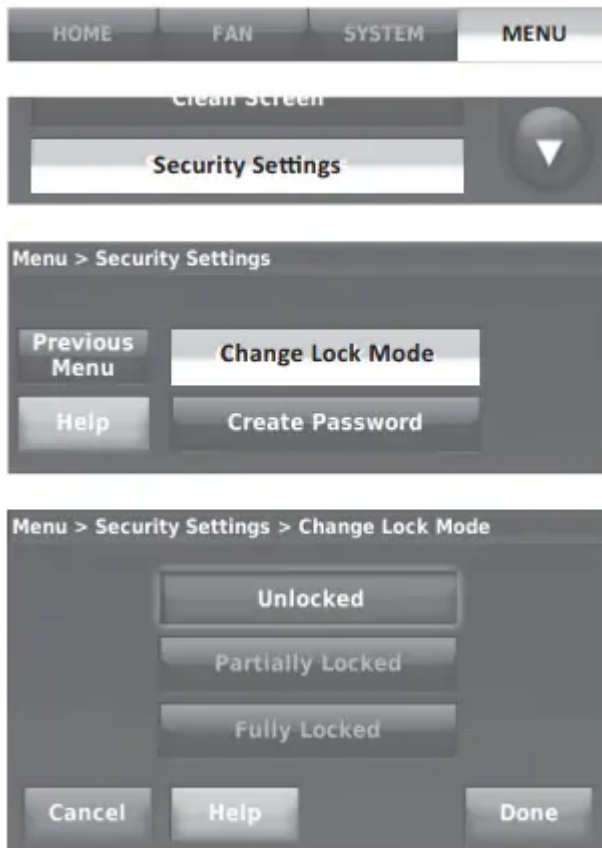 HOME FAN SYSTEM MENU
Clean Screen
Security Settings
Menu > Security Settings
Previous
Menu
Change Lock Mode
Help
Create Password
Menu > Security Settings > Change Lock Mode
Unlocked
Partially Locked
Fully Locked
Cancel Help Done